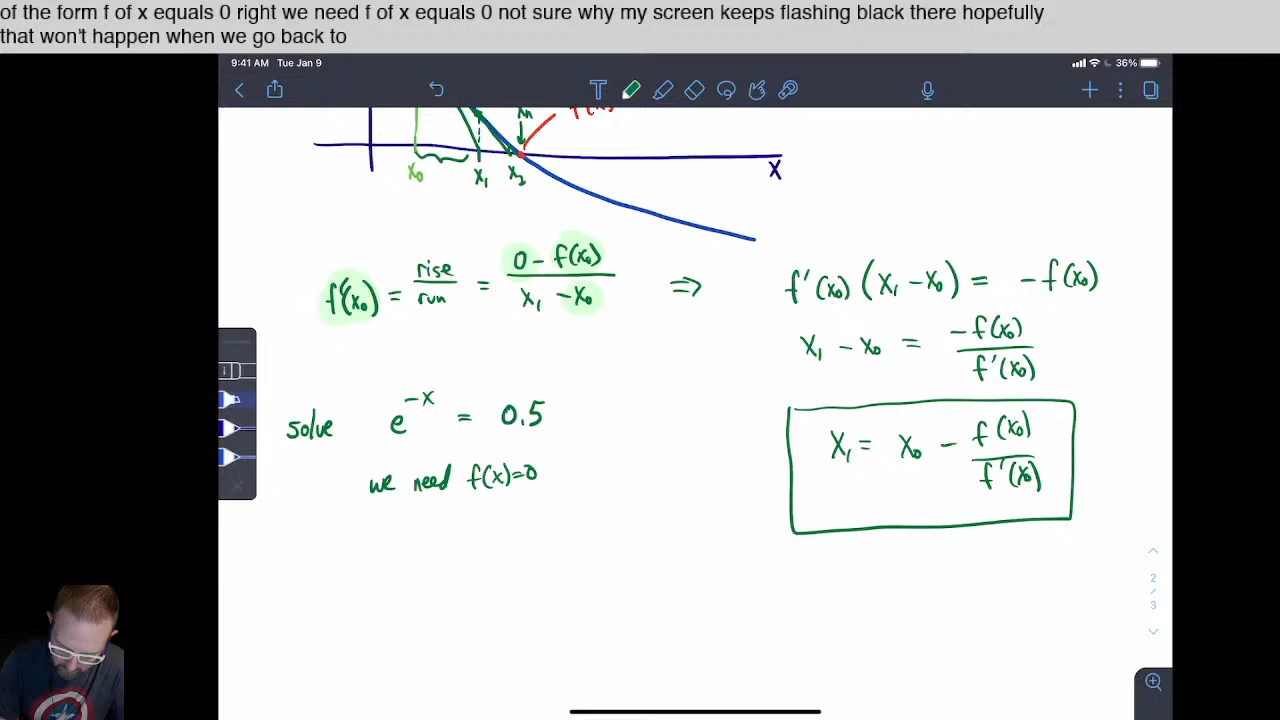 of the form f of x equals 0 right we need f of x equals 0 not sure why my screen keeps flashing black there hopefully
that won't happen when we go back to
9:41 AM Tue Jan 9
36%
xₙ
x₀ x₁ x₂ X
f'(x₀) = rise/run = (0 - f(x₀))/(x₁ - x₀) ⇒ f'(x₀) (x₁ - x₀) = -f(x₀)
x₁ - x₀ = -f(x₀)/f'(x₀)
solve e^(-x) = 0.5
x₁ = x₀ - f(x₀)/f'(x₀)
we need f(x)=0
2
/
3